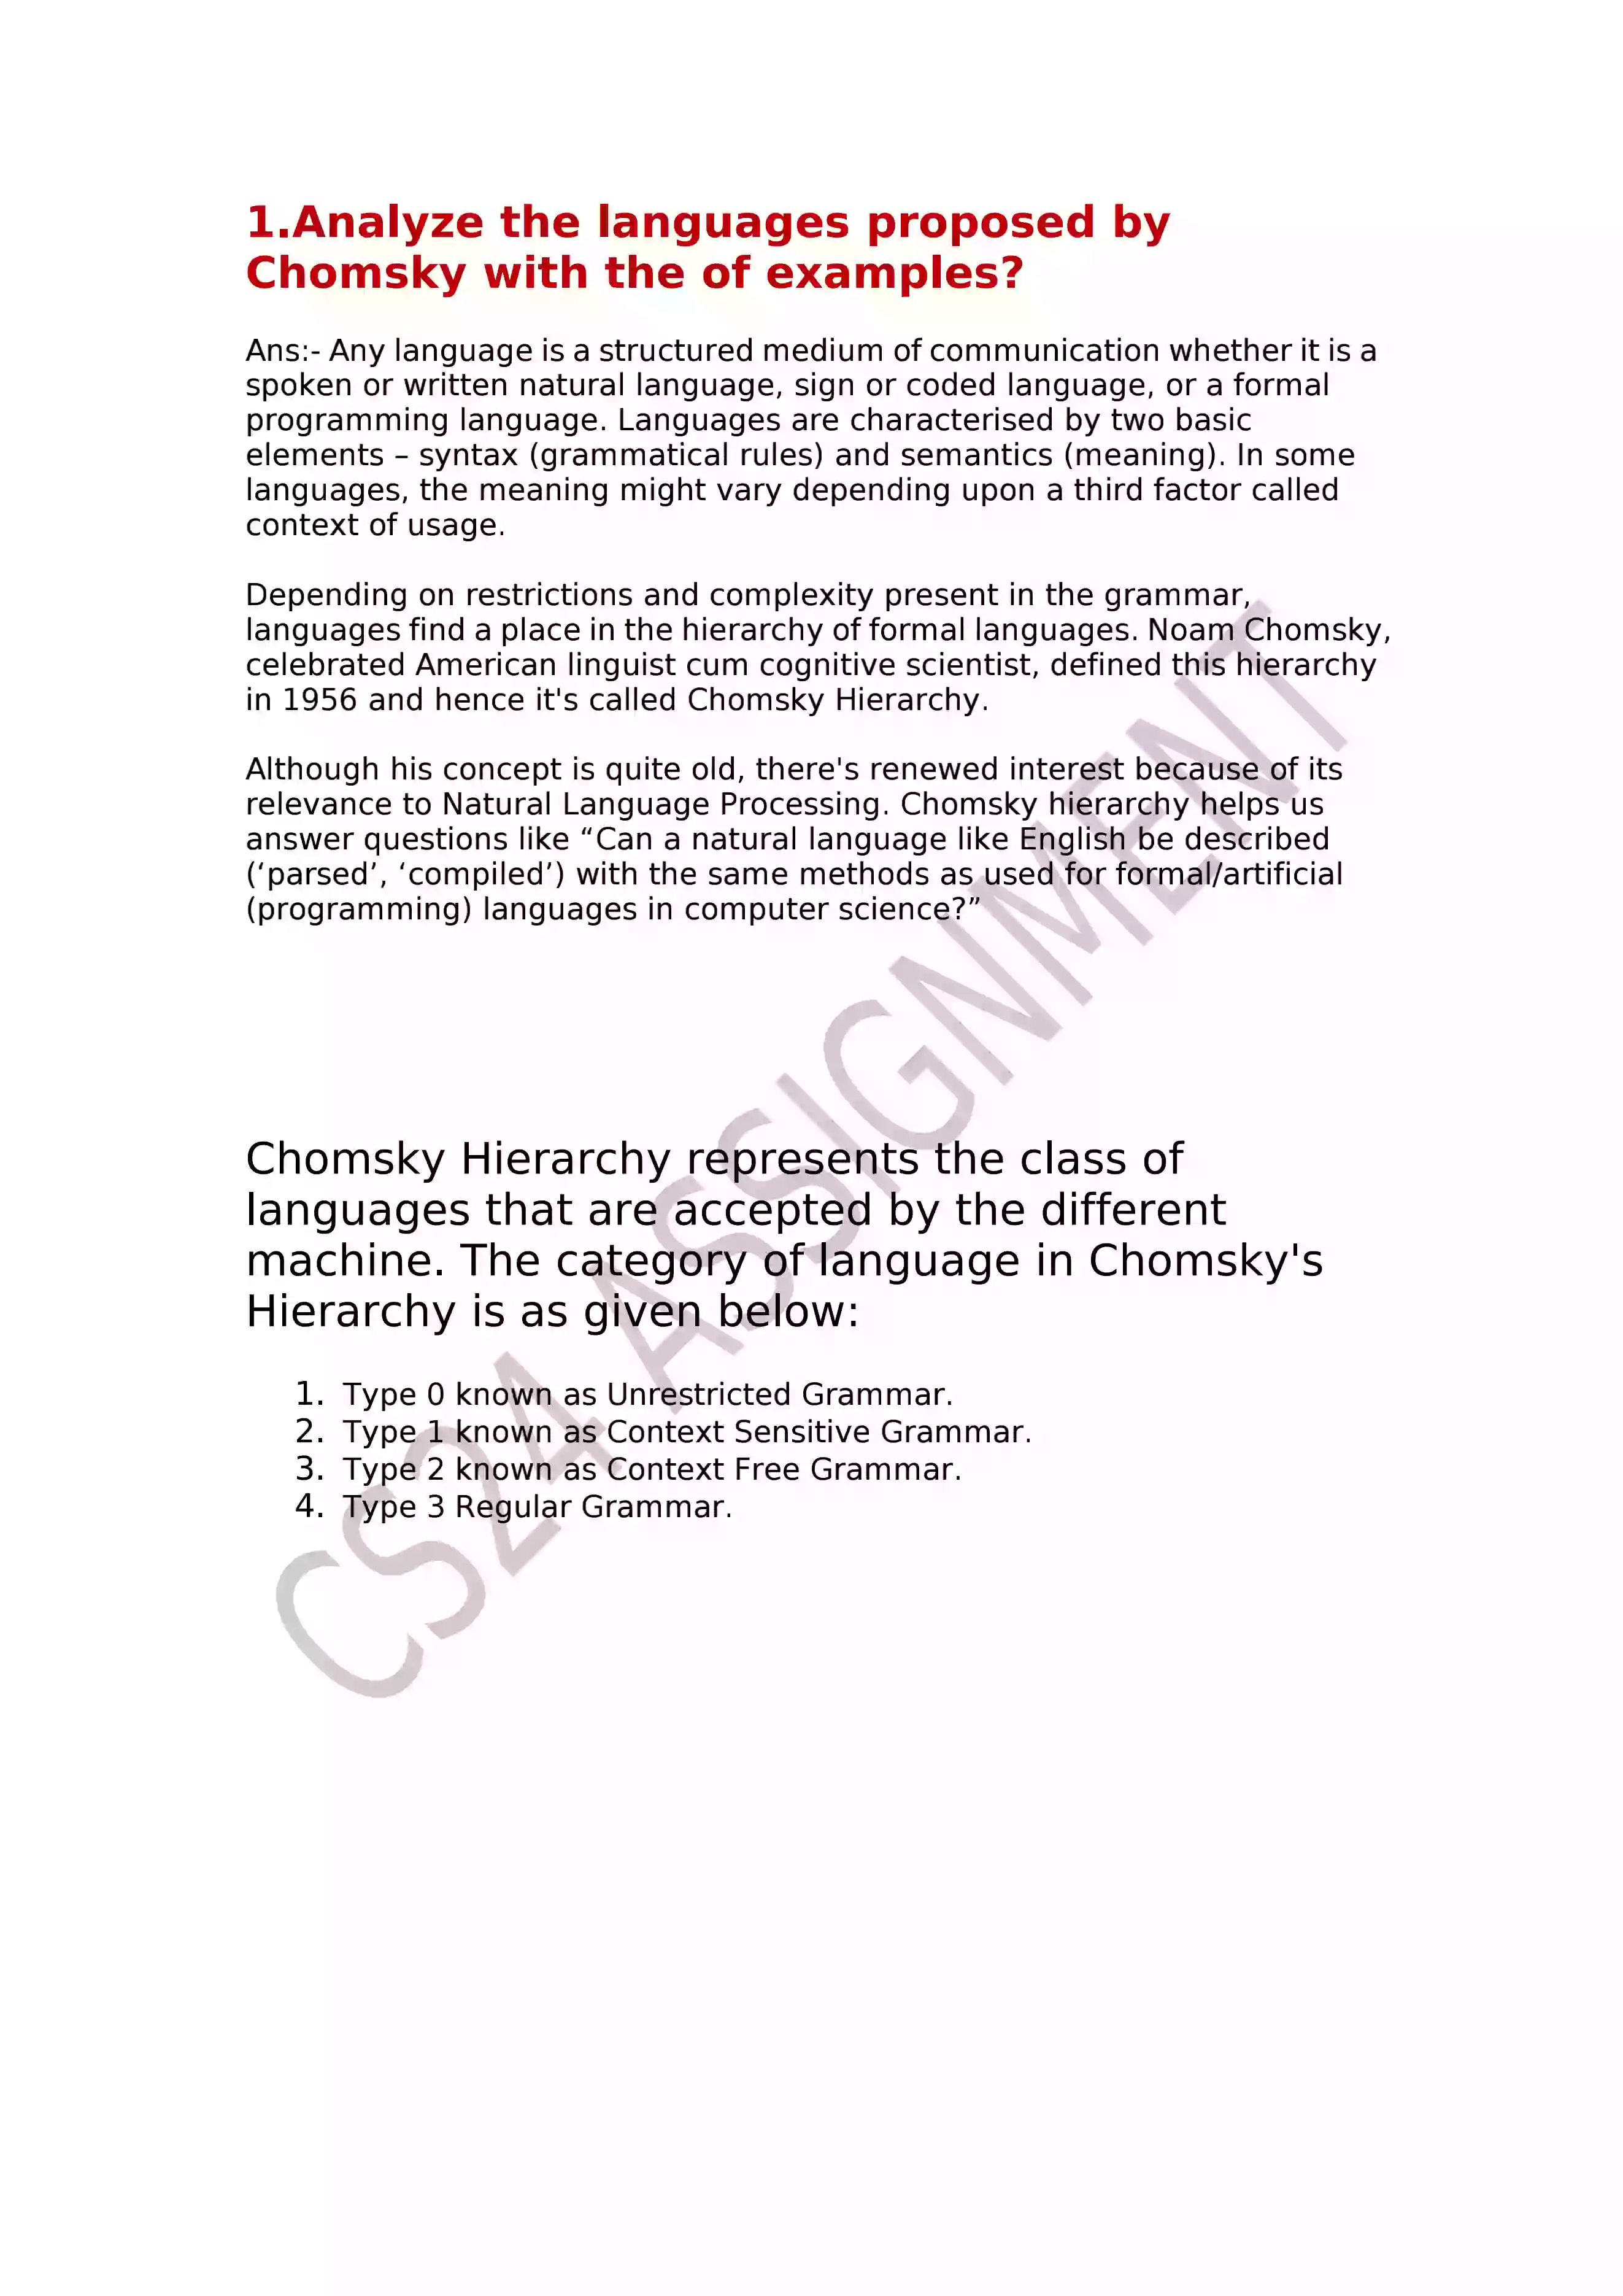 1.Analyze the languages proposed by
Chomsky with the of examples?
Ans:- Any language is a structured medium of communication whether it is a
spoken or written natural language, sign or coded language, or a formal
programming language. Languages are characterised by two basic
elements – syntax (grammatical rules) and semantics (meaning). In some
languages, the meaning might vary depending upon a third factor called
context of usage.
Depending on restrictions and complexity present in the grammar,
languages find a place in the hierarchy of formal languages. Noam Chomsky,
celebrated American linguist cum cognitive scientist, defined this hierarchy
in 1956 and hence it's called Chomsky Hierarchy.
Although his concept is quite old, there's renewed interest because of its
relevance to Natural Language Processing. Chomsky hierarchy helps us
answer questions like “Can a natural language like English be described
(‘parsed’, ‘compiled’) with the same methods as used for formal/artificial
(programming) languages in computer science?”
Chomsky Hierarchy represents the class of
languages that are accepted by the different
machine. The category of language in Chomsky's
Hierarchy is as given below:
1. Type 0 known as Unrestricted Grammar.
2. Type 1 known as Context Sensitive Grammar.
3. Type 2 known as Context Free Grammar.
4. Type 3 Regular Grammar.
CS24 ASSIGNMENT